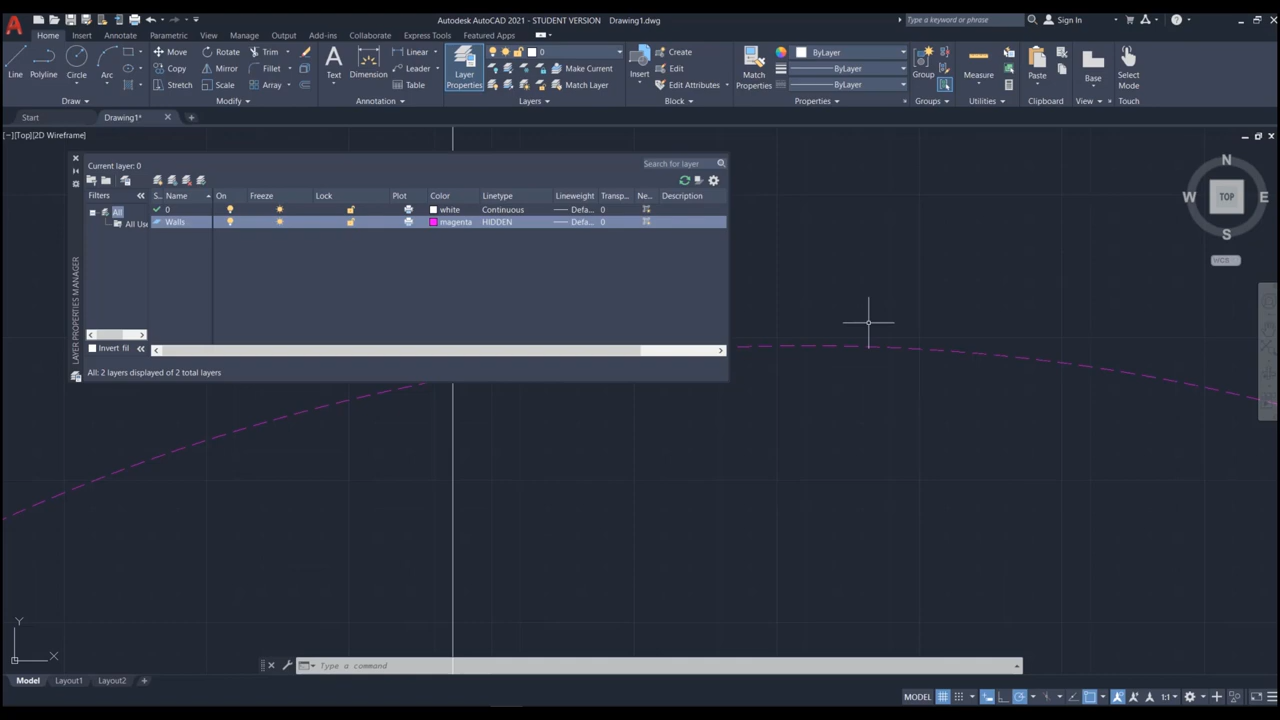 Autodesk AutoCAD 2021 - STUDENT VERSION Drawing1.dwg
Type a keyword or phrase
Sign In
Home Insert Annotate Parametric View Manage Output Add-ins Collaborate Express Tools Featured Apps
Line Polyline Circle Arc
Move Rotate Trim
Copy Mirror Fillet
Stretch Scale Array
Text Dimension
Linear
Leader
Table
Layer Properties
0
Make Current
Match Layer
Insert
Create
Edit
Edit Attributes
Match Properties
ByLayer
ByLayer
ByLayer
Group
Measure
Paste
Base
Select Mode
Draw Modify Annotation Layers Block Properties Groups Utilities Clipboard View Touch
Start Drawing1*
[−][Top][2D Wireframe]
Current layer: 0
Search for layer
Filters
S.. Name On Freeze Lock Plot Color Linetype Lineweight Transp... Ne... Description
All
All Use
0 white Continuous Defa... 0
Walls magenta HIDDEN Defa... 0
Invert fil
All: 2 layers displayed of 2 total layers
LAYER PROPERTIES MANAGER
N
W TOP E
S
WCS
Y
X
Type a command
Model Layout1 Layout2
MODEL
1:1